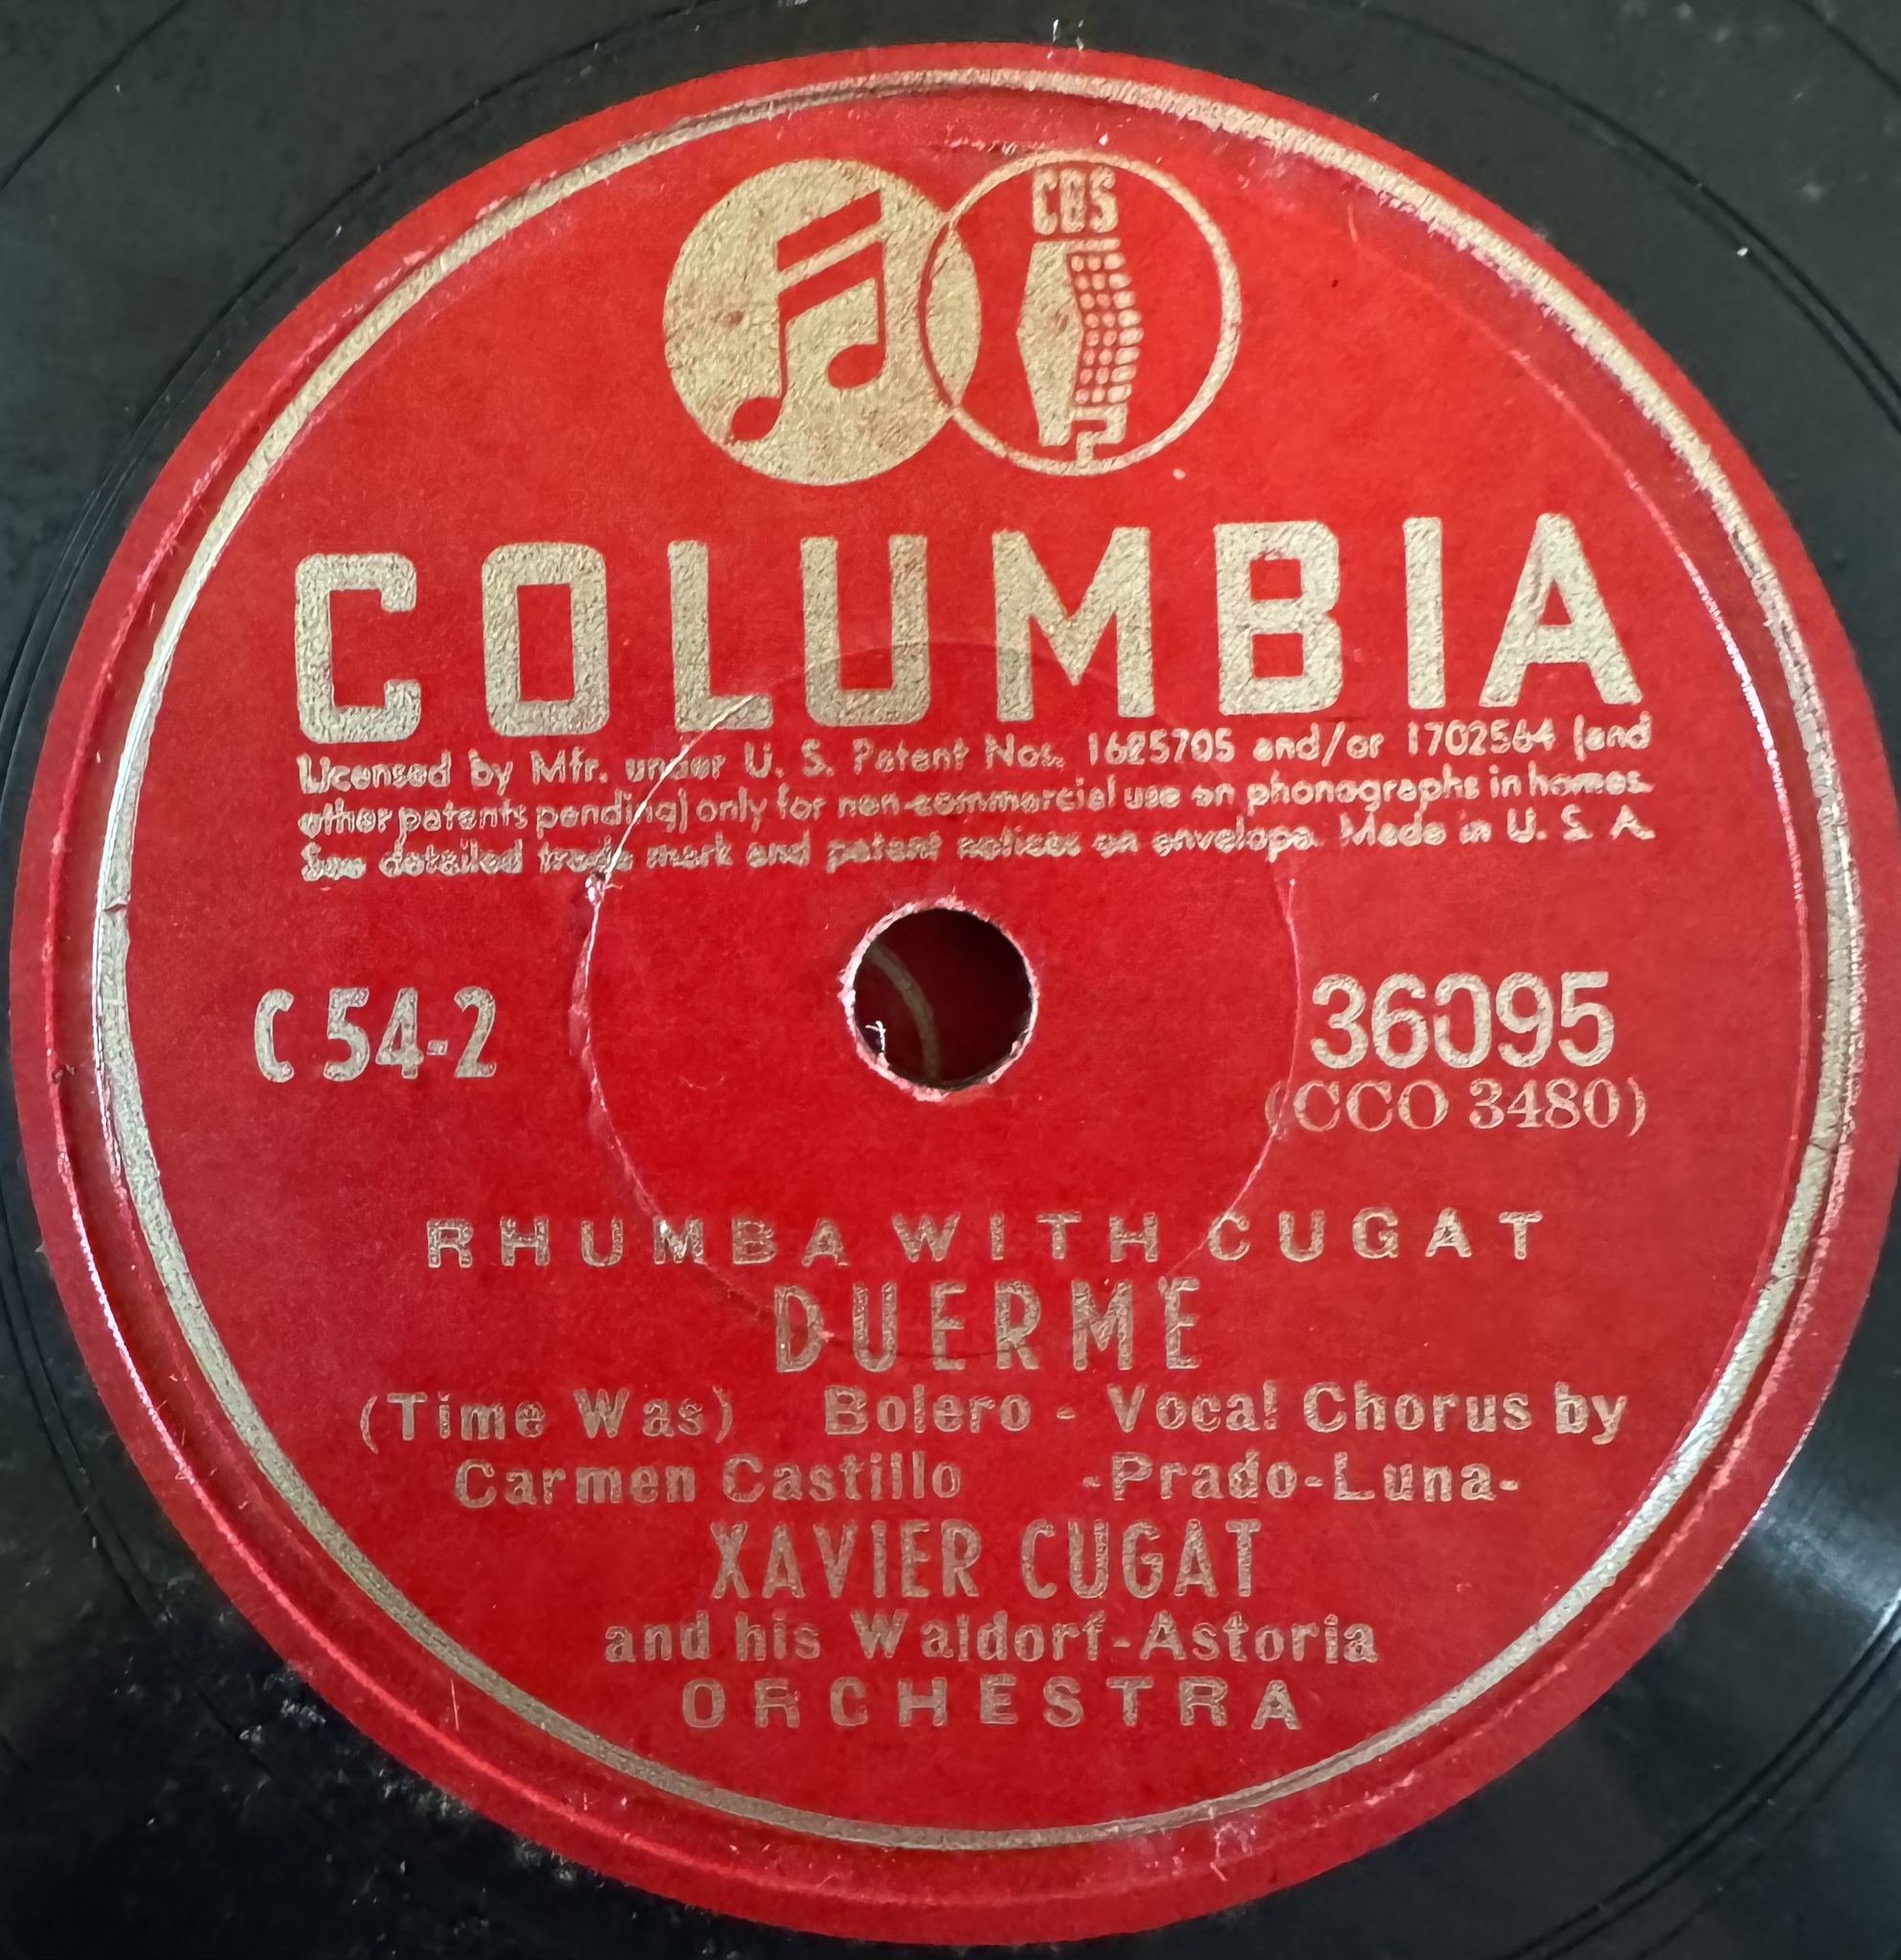 CBS
COLUMBIA
Licensed by Mfr. under U. S. Patent Nos. 1625705 and/or 1702564 (and
other patents pending) only for non-commercial use on phonographs in homes.
See detailed trade mark and patent notices on envelope. Made in U. S. A.
C 54-2
36095
(CCO 3480)
RHUMBA WITH CUGAT
DUERME
(Time Was) Bolero - Vocal Chorus by
Carmen Castillo -Prado-Luna-
XAVIER CUGAT
and his Waldorf-Astoria
ORCHESTRA